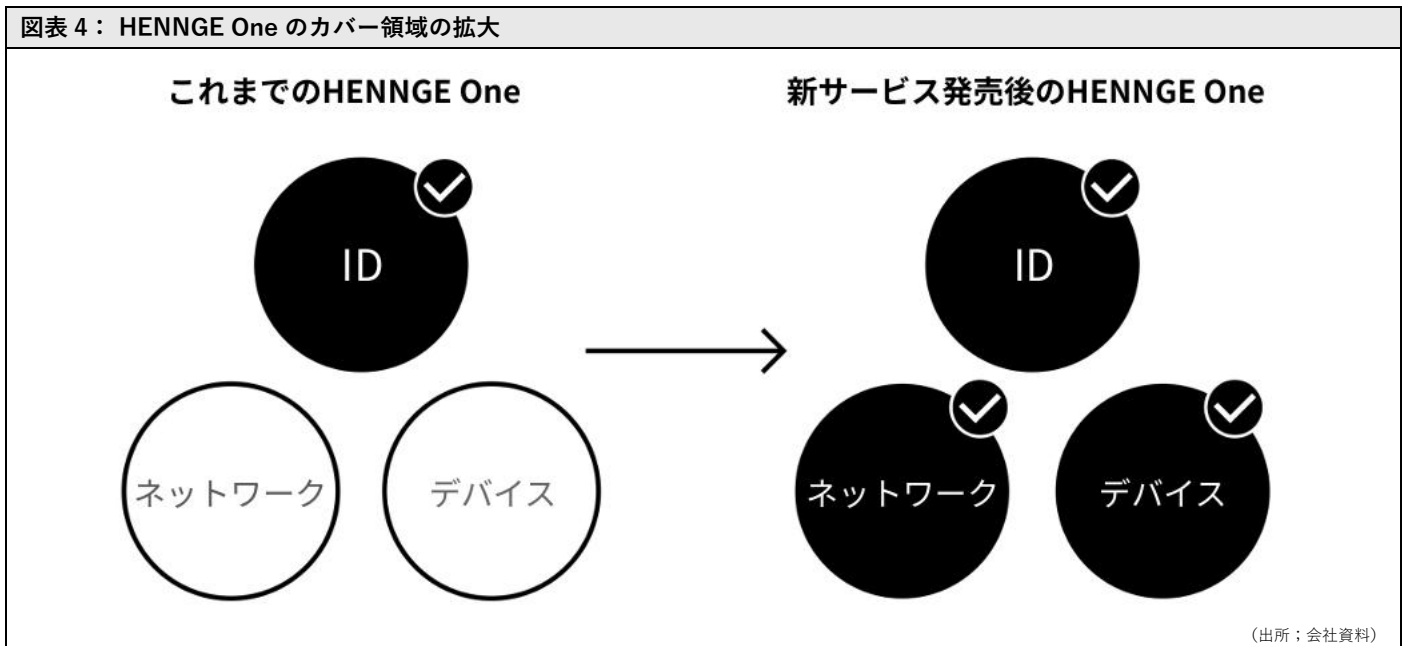 図表 4： HENNGE One のカバー領域の拡大
これまでのHENNGE One
新サービス発売後のHENNGE One
ID
ID
ネットワーク
デバイス
ネットワーク
デバイス
（出所；会社資料）